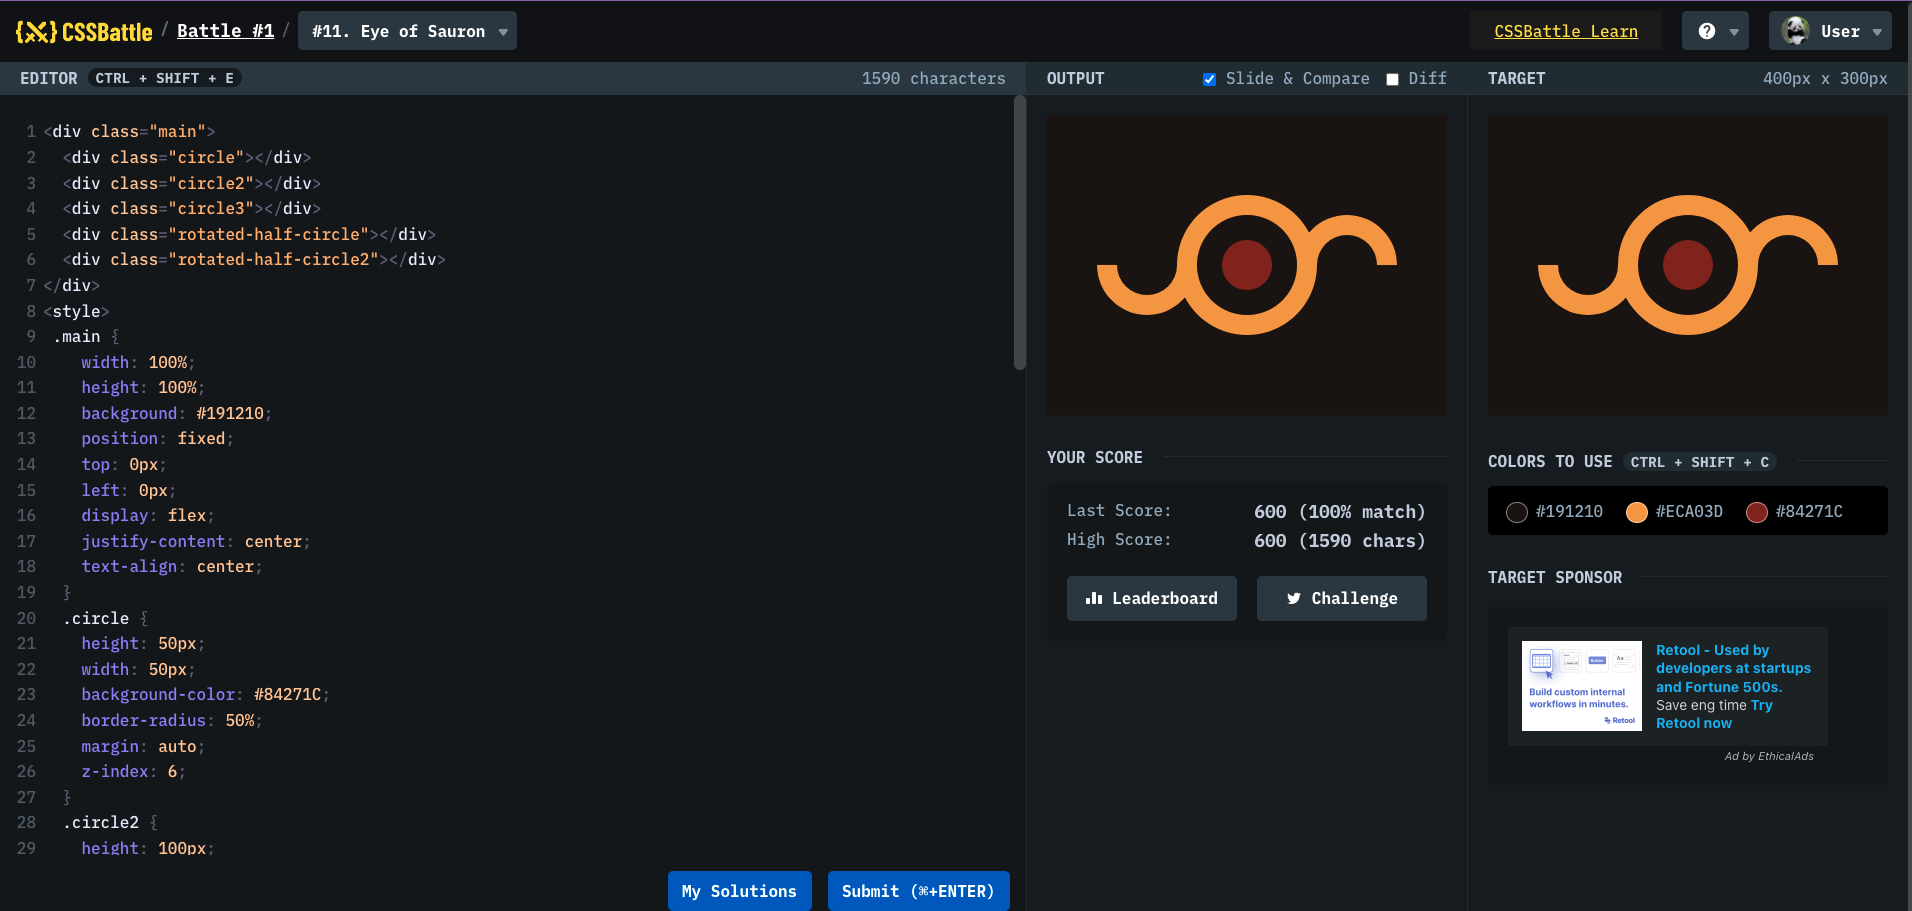 CSSBattle / Battle #1 / #11. Eye of Sauron
CSSBattle Learn
?
User
EDITOR CTRL + SHIFT + E
1590 characters
1 <div class="main">
2 <div class="circle"></div>
3 <div class="circle2"></div>
4 <div class="circle3"></div>
5 <div class="rotated-half-circle"></div>
6 <div class="rotated-half-circle2"></div>
7 </div>
8 <style>
9 .main {
10 width: 100%;
11 height: 100%;
12 background: #191210;
13 position: fixed;
14 top: 0px;
15 left: 0px;
16 display: flex;
17 justify-content: center;
18 text-align: center;
19 }
20 .circle {
21 height: 50px;
22 width: 50px;
23 background-color: #84271C;
24 border-radius: 50%;
25 margin: auto;
26 z-index: 6;
27 }
28 .circle2 {
29 height: 100px;
My Solutions
Submit (⌘+ENTER)
OUTPUT
Slide & Compare
Diff
YOUR SCORE
Last Score: 600 (100% match)
High Score: 600 (1590 chars)
Leaderboard
Challenge
TARGET
400px x 300px
COLORS TO USE CTRL + SHIFT + C
#191210 #ECA03D #84271C
TARGET SPONSOR
Build custom internal
workflows in minutes.
Retool
Retool - Used by
developers at startups
and Fortune 500s.
Save eng time Try
Retool now
Ad by EthicalAds